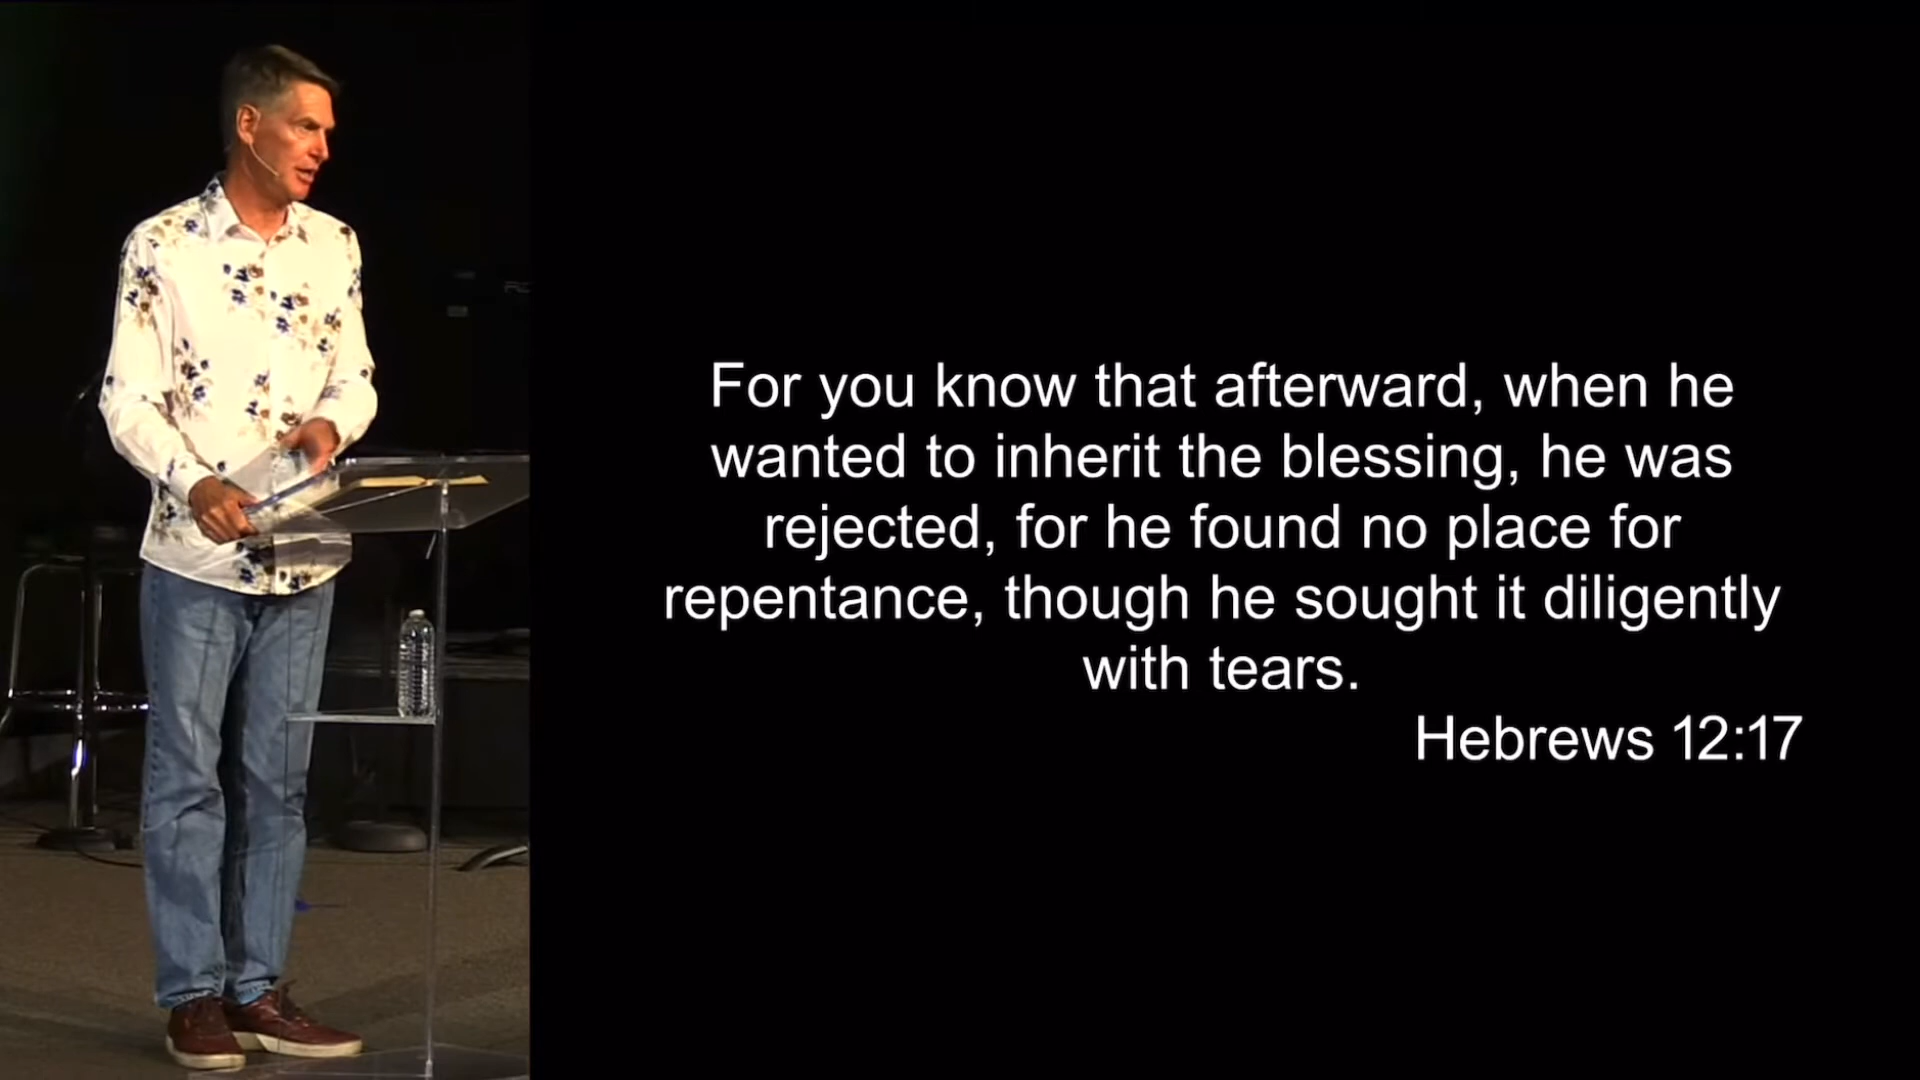 For you know that afterward, when he
wanted to inherit the blessing, he was
rejected, for he found no place for
repentance, though he sought it diligently
with tears.
Hebrews 12:17